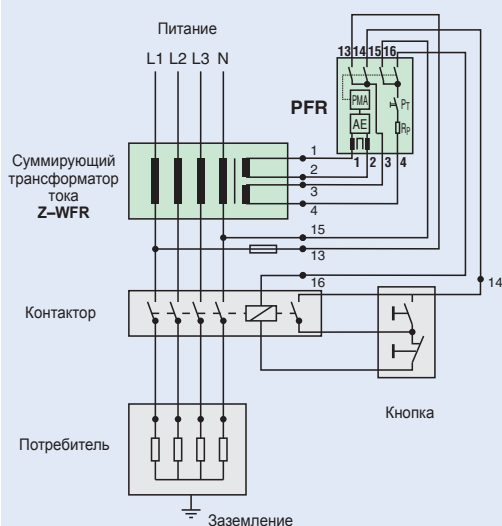 Питание
L1 L2 L3 N
13 14 15 16
PFR
PMA
AE
PT
RP
1 2 3 4
Суммирующий
трансформатор
тока
Z–WFR
1
2
3
4
15
13
16
14
Контактор
Кнопка
Потребитель
Заземление